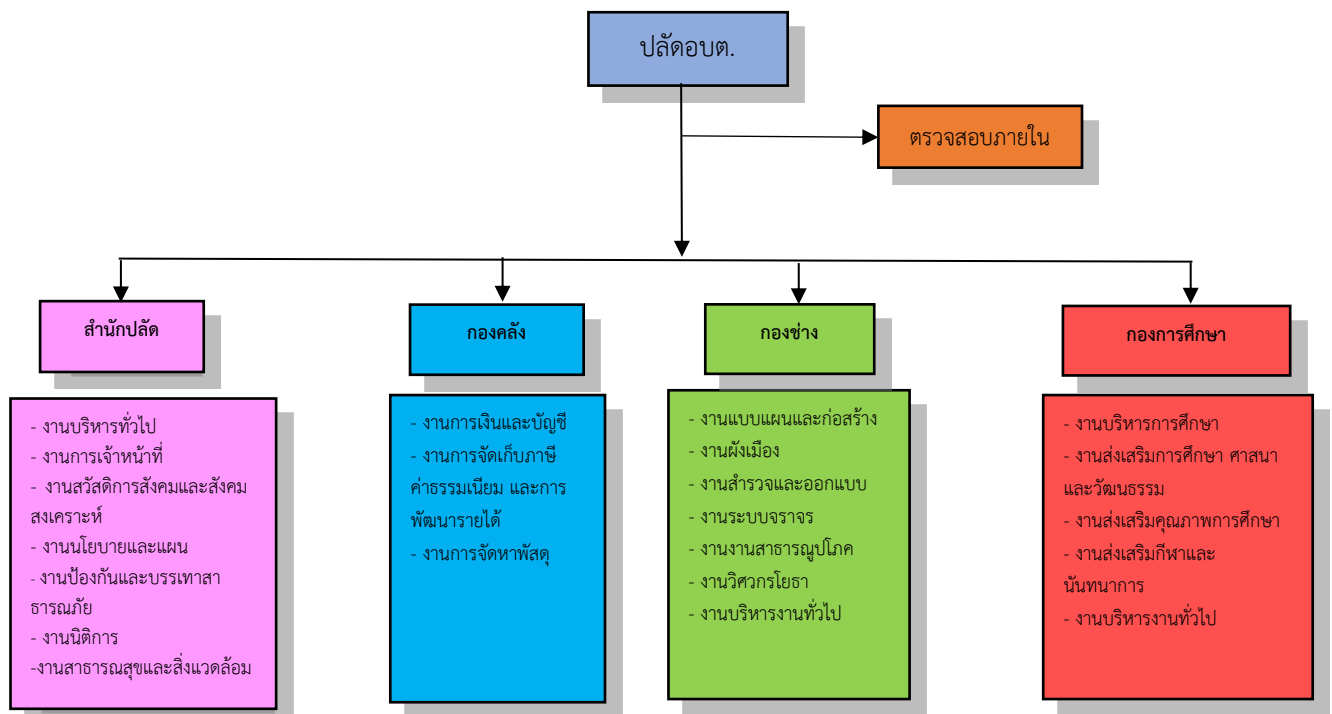 ปลัดอบต.
ตรวจสอบภายใน
สำนักปลัด
- งานบริหารทั่วไป
- งานการเจ้าหน้าที่
- งานสวัสดิการสังคมและสังคม
สงเคราะห์
- งานนโยบายและแผน
- งานป้องกันและบรรเทาสา
ธารณภัย
- งานนิติการ
-งานสาธารณสุขและสิ่งแวดล้อม
กองคลัง
- งานการเงินและบัญชี
- งานการจัดเก็บภาษี
ค่าธรรมเนียม และการ
พัฒนารายได้
- งานการจัดหาพัสดุ
กองช่าง
- งานแบบแผนและก่อสร้าง
- งานผังเมือง
- งานสำรวจและออกแบบ
- งานระบบจราจร
- งานงานสาธารณูปโภค
- งานวิศวกรโยธา
- งานบริหารงานทั่วไป
กองการศึกษา
- งานบริหารการศึกษา
- งานส่งเสริมการศึกษา ศาสนา
และวัฒนธรรม
- งานส่งเสริมคุณภาพการศึกษา
- งานส่งเสริมกีฬาและ
นันทนาการ
- งานบริหารงานทั่วไป